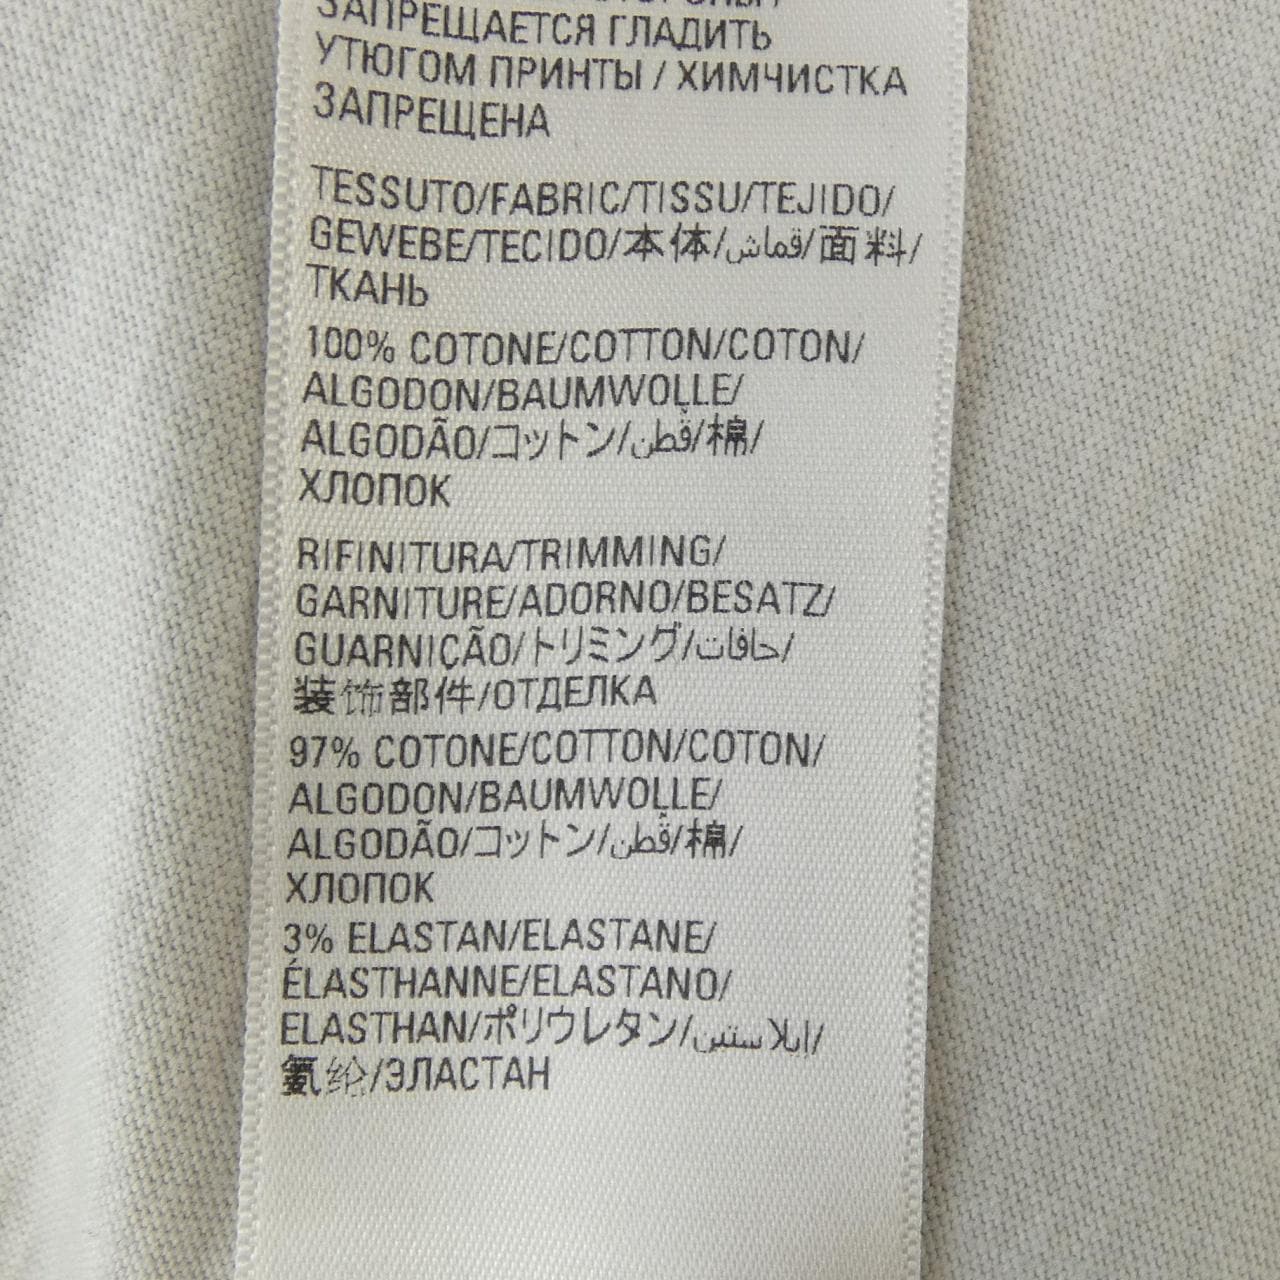 ЗАПРЕЩАЕТСЯ ГЛАДИТЬ
УТЮГОМ ПРИНТЫ / ХИМЧИСТКА
ЗАПРЕЩЕНА
TESSUTO/FABRIC/TISSU/TEJIDO/
GEWEBE/TECIDO/本体/قماش/面料/
ТКАНЬ
100% COTONE/COTTON/COTON/
ALGODON/BAUMWOLLE/
ALGODÃO/コットン/قُطن/棉/
ХЛОПОК
RIFINITURA/TRIMMING/
GARNITURE/ADORNO/BESATZ/
GUARNIÇÃO/トリミング/حافات/
装饰部件/ОТДЕЛКА
97% COTONE/COTTON/COTON/
ALGODON/BAUMWOLLE/
ALGODÃO/コットン/قُطن/棉/
ХЛОПОК
3% ELASTAN/ELASTANE/
ÉLASTHANNE/ELASTANO/
ELASTHAN/ポリウレタン/إيلاستين/
氨纶/ЭЛАСТАН